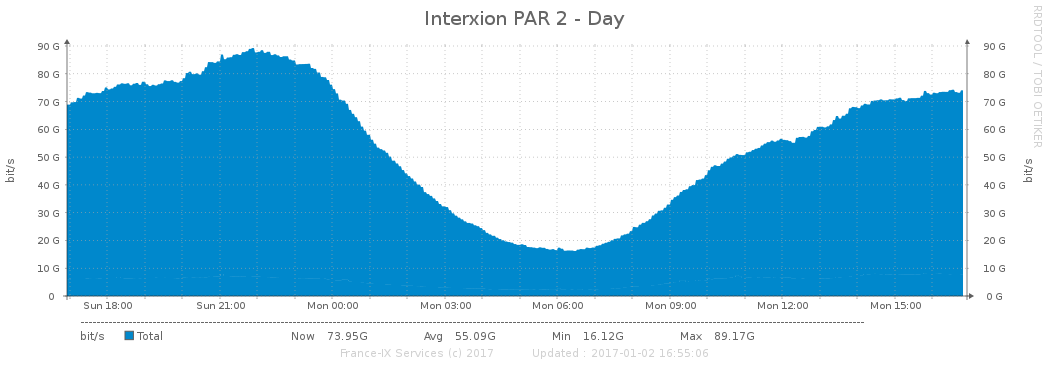 Interxion PAR 2 - Day
RRDTOOL / TOBI OETIKER
90 G 90 G
80 G 80 G
70 G 70 G
60 G 60 G
50 G 50 G
40 G 40 G
30 G 30 G
20 G 20 G
10 G 10 G
0 0 G
bit/s
bit/s
Sun 18:00 Sun 21:00 Mon 00:00 Mon 03:00 Mon 06:00 Mon 09:00 Mon 12:00 Mon 15:00
bit/s Total Now 73.95G Avg 55.09G Min 16.12G Max 89.17G
France-IX Services (c) 2017 Updated : 2017-01-02 16:55:06